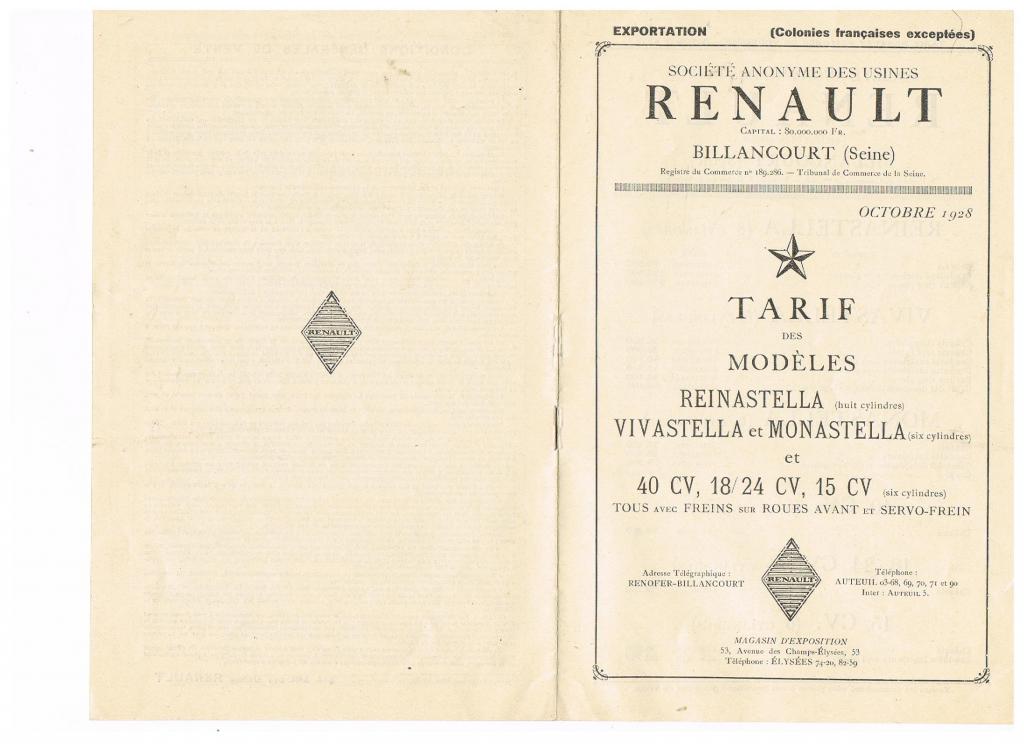 RENAULT
EXPORTATION (Colonies françaises exceptées)
SOCIÉTÉ ANONYME DES USINES
RENAULT
CAPITAL : 80.000.000 FR.
BILLANCOURT (Seine)
Registre du Commerce nº 189.286. — Tribunal de Commerce de la Seine.
OCTOBRE 1928
TARIF
DES
MODÈLES
REINASTELLA (huit cylindres)
VIVASTELLA et MONASTELLA (six cylindres)
et
40 CV, 18/24 CV, 15 CV (six cylindres)
TOUS AVEC FREINS SUR ROUES AVANT ET SERVO-FREIN
Adresse Télégraphique :
RENOFER-BILLANCOURT
RENAULT
Téléphone :
AUTEUIL 03-68, 69, 70, 71 et 90
Inter : AUTEUIL 5.
MAGASIN D'EXPOSITION
53, Avenue des Champs-Élysées, 53
Téléphone : ÉLYSÉES 74-20, 82-59